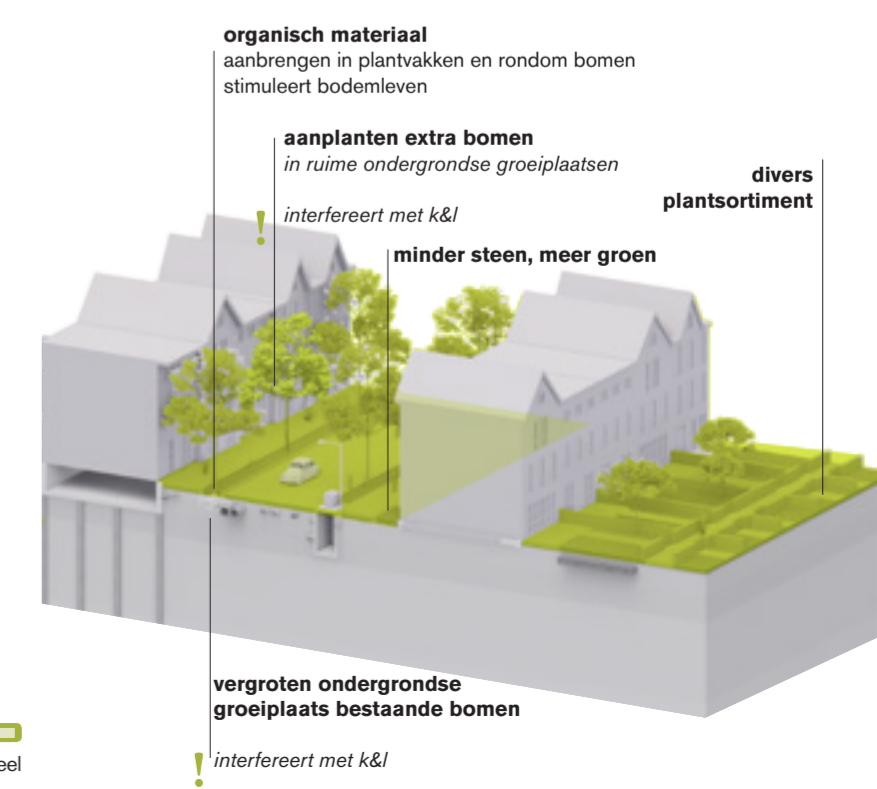 organisch materiaal
aanbrengen in plantvakken en rondom bomen
stimuleert bodemleven
aanplanten extra bomen
in ruime ondergrondse groeiplaatsen
! interfereert met k&l
divers
plantsortiment
minder steen, meer groen
vergroten ondergrondse
groeiplaats bestaande bomen
! interfereert met k&l
eel